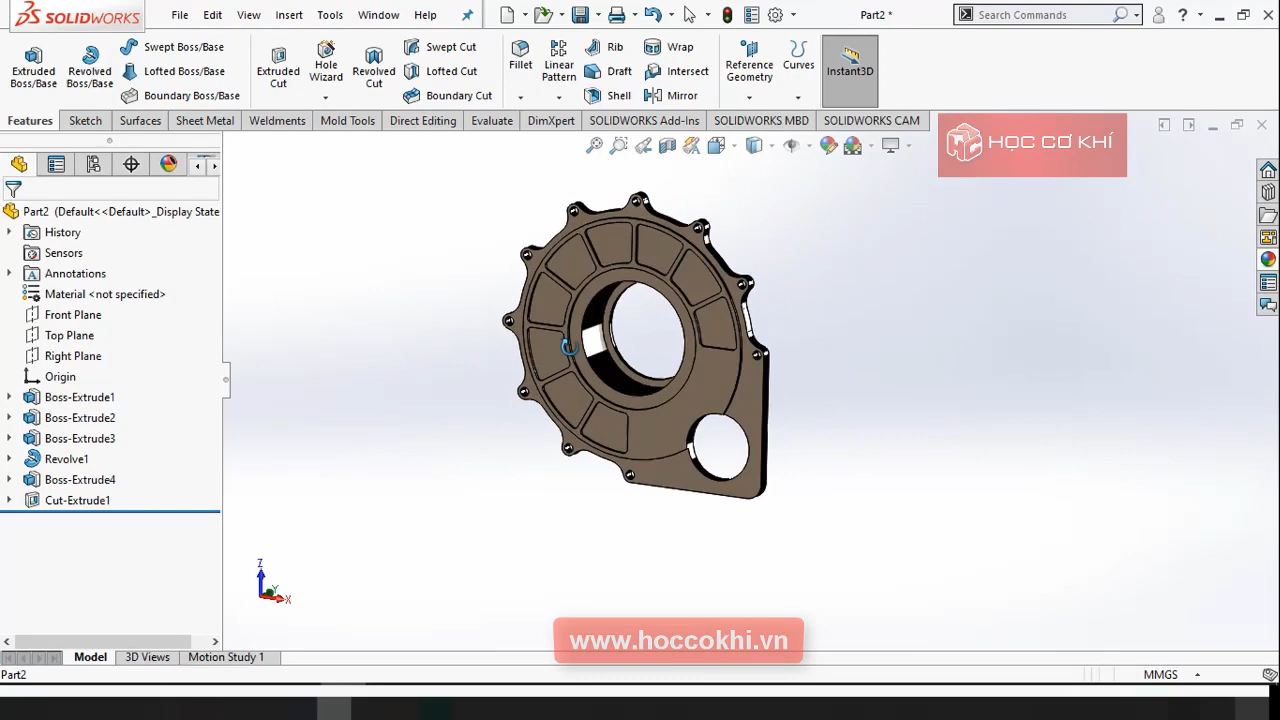 SOLIDWORKS
File Edit View Insert Tools Window Help
Part2 *
Search Commands
?
Extruded Boss/Base
Revolved Boss/Base
Swept Boss/Base
Lofted Boss/Base
Boundary Boss/Base
Extruded Cut
Hole Wizard
Revolved Cut
Swept Cut
Lofted Cut
Boundary Cut
Fillet
Linear Pattern
Rib
Draft
Shell
Wrap
Intersect
Mirror
Reference Geometry
Curves
Instant3D
Features Sketch Surfaces Sheet Metal Weldments Mold Tools Direct Editing Evaluate DimXpert SOLIDWORKS Add-Ins SOLIDWORKS MBD SOLIDWORKS CAM
HỌC CƠ KHÍ
Part2 (Default<<Default>_Display State
History
Sensors
Annotations
Material <not specified>
Front Plane
Top Plane
Right Plane
Origin
Boss-Extrude1
Boss-Extrude2
Boss-Extrude3
Revolve1
Boss-Extrude4
Cut-Extrude1
Z
Y
X
www.hoccokhi.vn
Model 3D Views Motion Study 1
Part2
MMGS